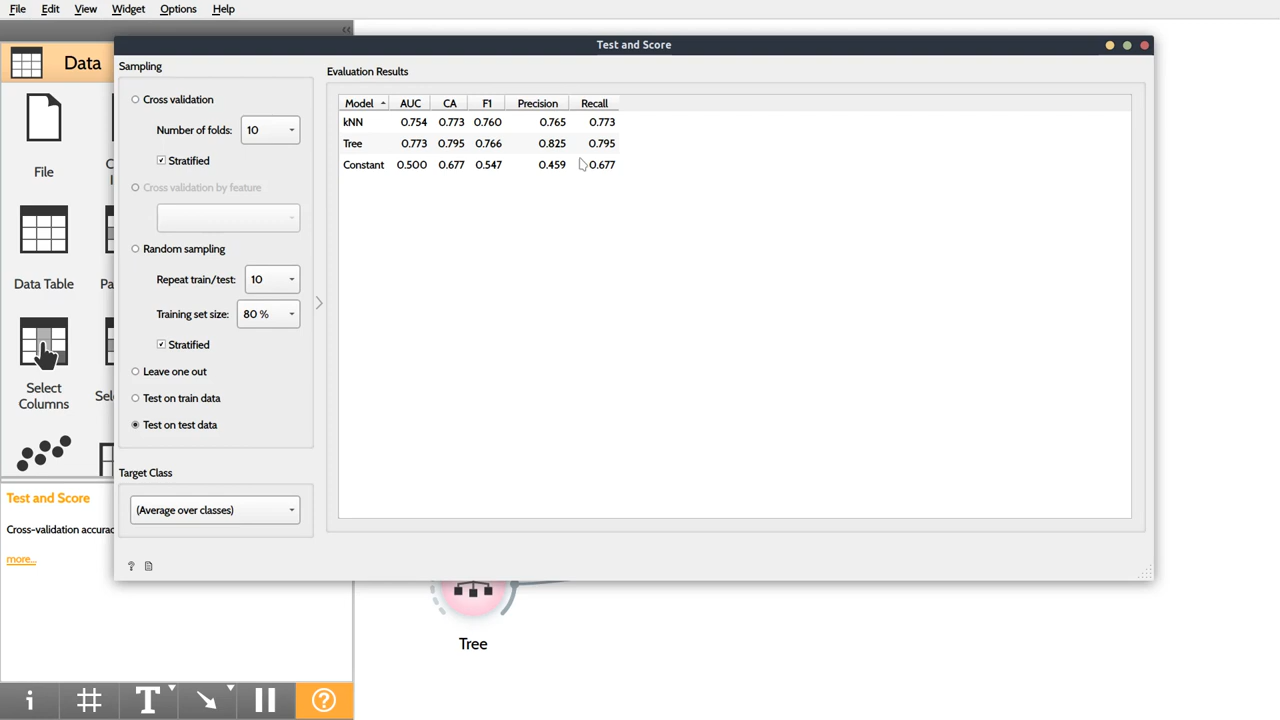 File Edit View Widget Options Help
Test and Score
Data
File
Data Table
Pa
Select
Columns
Sele
Test and Score
Cross-validation accurac
more...
Sampling
Cross validation
Number of folds: 10
Stratified
Cross validation by feature
Random sampling
Repeat train/test: 10
Training set size: 80 %
Stratified
Leave one out
Test on train data
Test on test data
Target Class
(Average over classes)
Evaluation Results
Model AUC CA F1 Precision Recall
kNN 0.754 0.773 0.760 0.765 0.773
Tree 0.773 0.795 0.766 0.825 0.795
Constant 0.500 0.677 0.547 0.459 0.677
Tree